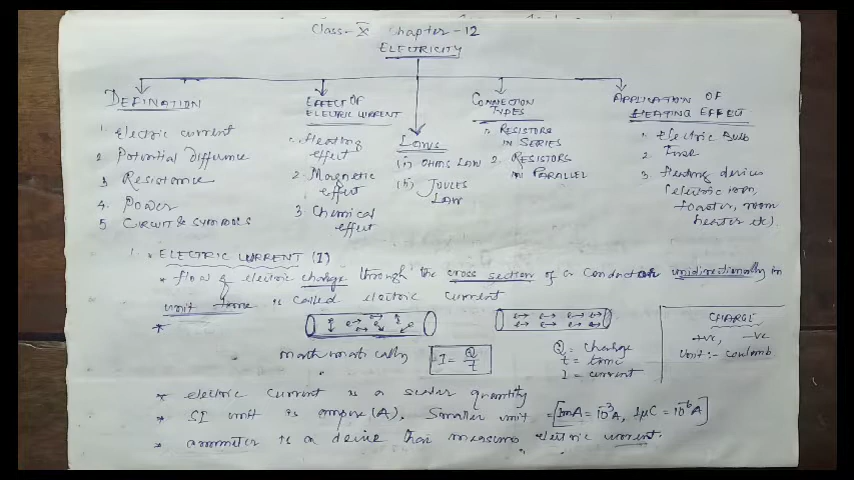 Class-X Chapter-12
ELECTRICITY
DEFINATION
1. Electric current
2 Potential difference
3 Resistance
4. Power
5 CIRCUIT & SYMBOLS
EFFECT OF
ELECTRIC CURRENT
1. Heating
effect
2. Magnetic
effect
3. Chemical
effect
LAWS
(i) OHMS LAW
(ii) JOULES
LAW
CONNECTION
TYPES
1. RESISTORS
IN SERIES
2. RESISTORS
IN PARALLEL
APPLICATION OF
HEATING EFFECT
1. Electric Bulb
2 Fuse
3 Heating devices
(electric iron,
toaster, room
heater etc).
1. ELECTRIC CURRENT (I)
* flow of electric charge through the cross section of a conductor unidirectionally in
unit time is called electric current
*
mathematically I = Q/t
Q = charge
t = time
I = current
CHARGE
+ve, -ve
Unit :- coulomb
* electric current is a scalar quantity
* SI unit is ampere (A). Smaller unit = [1mA = 10⁻³A, 1μC = 10⁻⁶A]
* ammeter is a device that measures electric current.